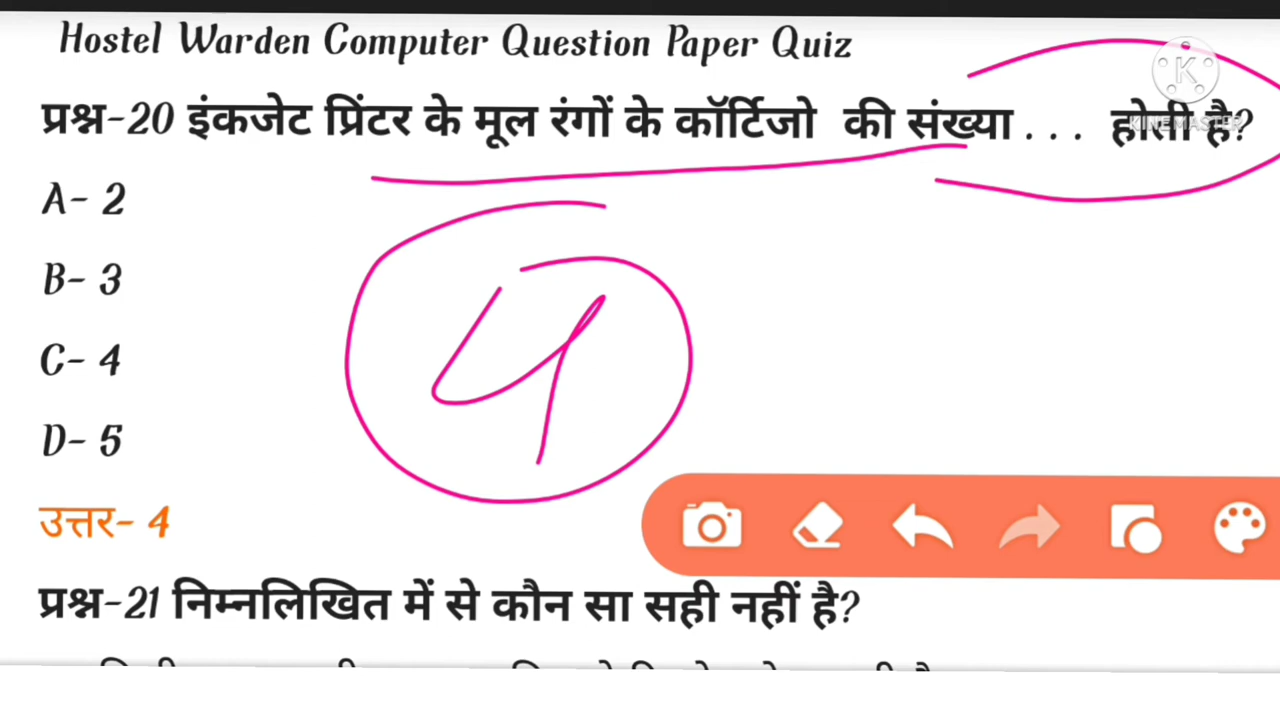 Hostel Warden Computer Question Paper Quiz
प्रश्न-20 इंकजेट प्रिंटर के मूल रंगों के कॉर्टिजो की संख्या . . . होती है?
K
KINEMASTER
A- 2
B- 3
C- 4
D- 5
4
उत्तर- 4
प्रश्न-21 निम्नलिखित में से कौन सा सही नहीं है?